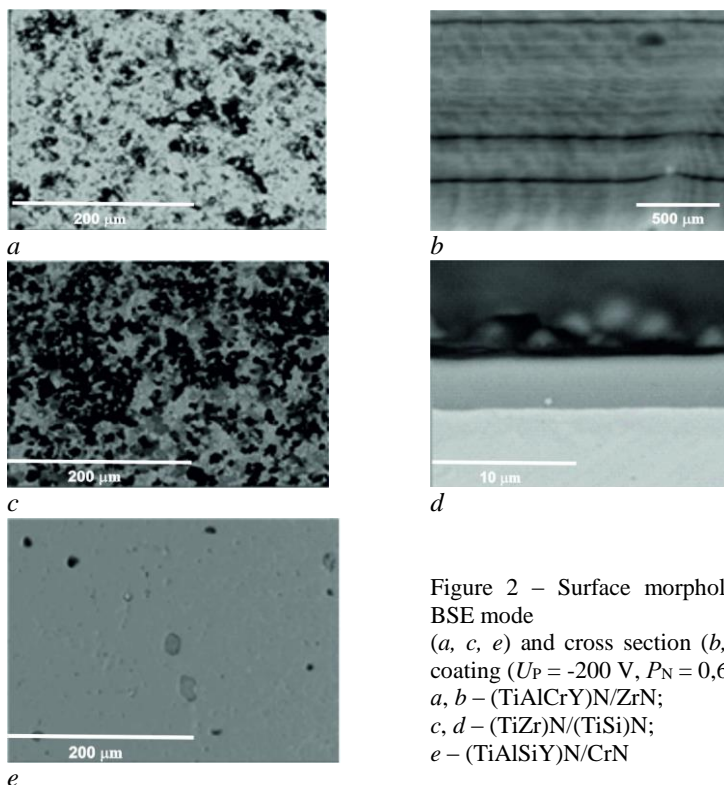 200 μm
500 μm
a
b
200 μm
10 μm
c
d
200 μm
e
Figure 2 – Surface morphol
BSE mode
(a, c, e) and cross section (b,
coating (UP = -200 V, PN = 0,6
a, b – (TiAlCrY)N/ZrN;
c, d – (TiZr)N/(TiSi)N;
e – (TiAlSiY)N/CrN